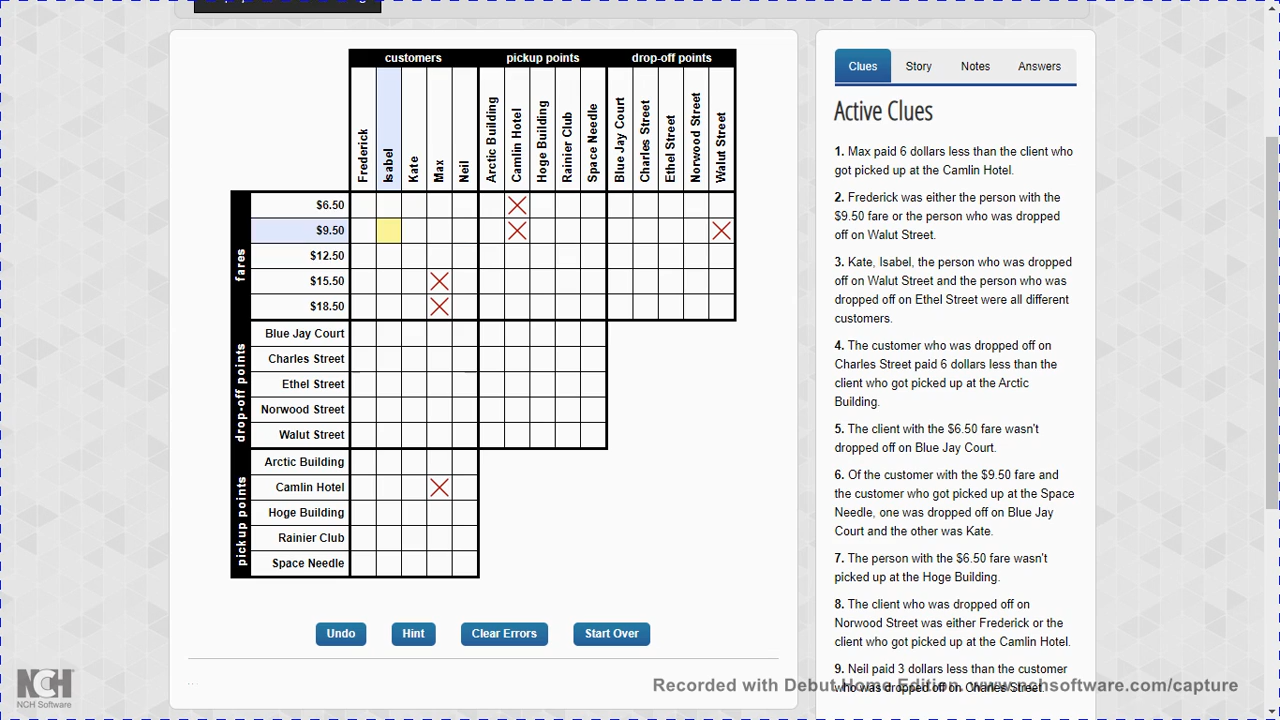 customers pickup points drop-off points
Frederick
Isabel
Kate
Max
Neil
Arctic Building
Camlin Hotel
Hoge Building
Rainier Club
Space Needle
Blue Jay Court
Charles Street
Ethel Street
Norwood Street
Walut Street
fares
$6.50
$9.50
$12.50
$15.50
$18.50
drop-off points
Blue Jay Court
Charles Street
Ethel Street
Norwood Street
Walut Street
pickup points
Arctic Building
Camlin Hotel
Hoge Building
Rainier Club
Space Needle
Undo Hint Clear Errors Start Over
Clues Story Notes Answers
Active Clues
1. Max paid 6 dollars less than the client who
got picked up at the Camlin Hotel.
2. Frederick was either the person with the
$9.50 fare or the person who was dropped
off on Walut Street.
3. Kate, Isabel, the person who was dropped
off on Walut Street and the person who was
dropped off on Ethel Street were all different
customers.
4. The customer who was dropped off on
Charles Street paid 6 dollars less than the
client who got picked up at the Arctic
Building.
5. The client with the $6.50 fare wasn't
dropped off on Blue Jay Court.
6. Of the customer with the $9.50 fare and
the customer who got picked up at the Space
Needle, one was dropped off on Blue Jay
Court and the other was Kate.
7. The person with the $6.50 fare wasn't
picked up at the Hoge Building.
8. The client who was dropped off on
Norwood Street was either Frederick or the
client who got picked up at the Camlin Hotel.
9. Neil paid 3 dollars less than the customer
who was dropped off on Charles Street.
NCH
NCH Software
Recorded with Debut Home Edition. www.nchsoftware.com/capture